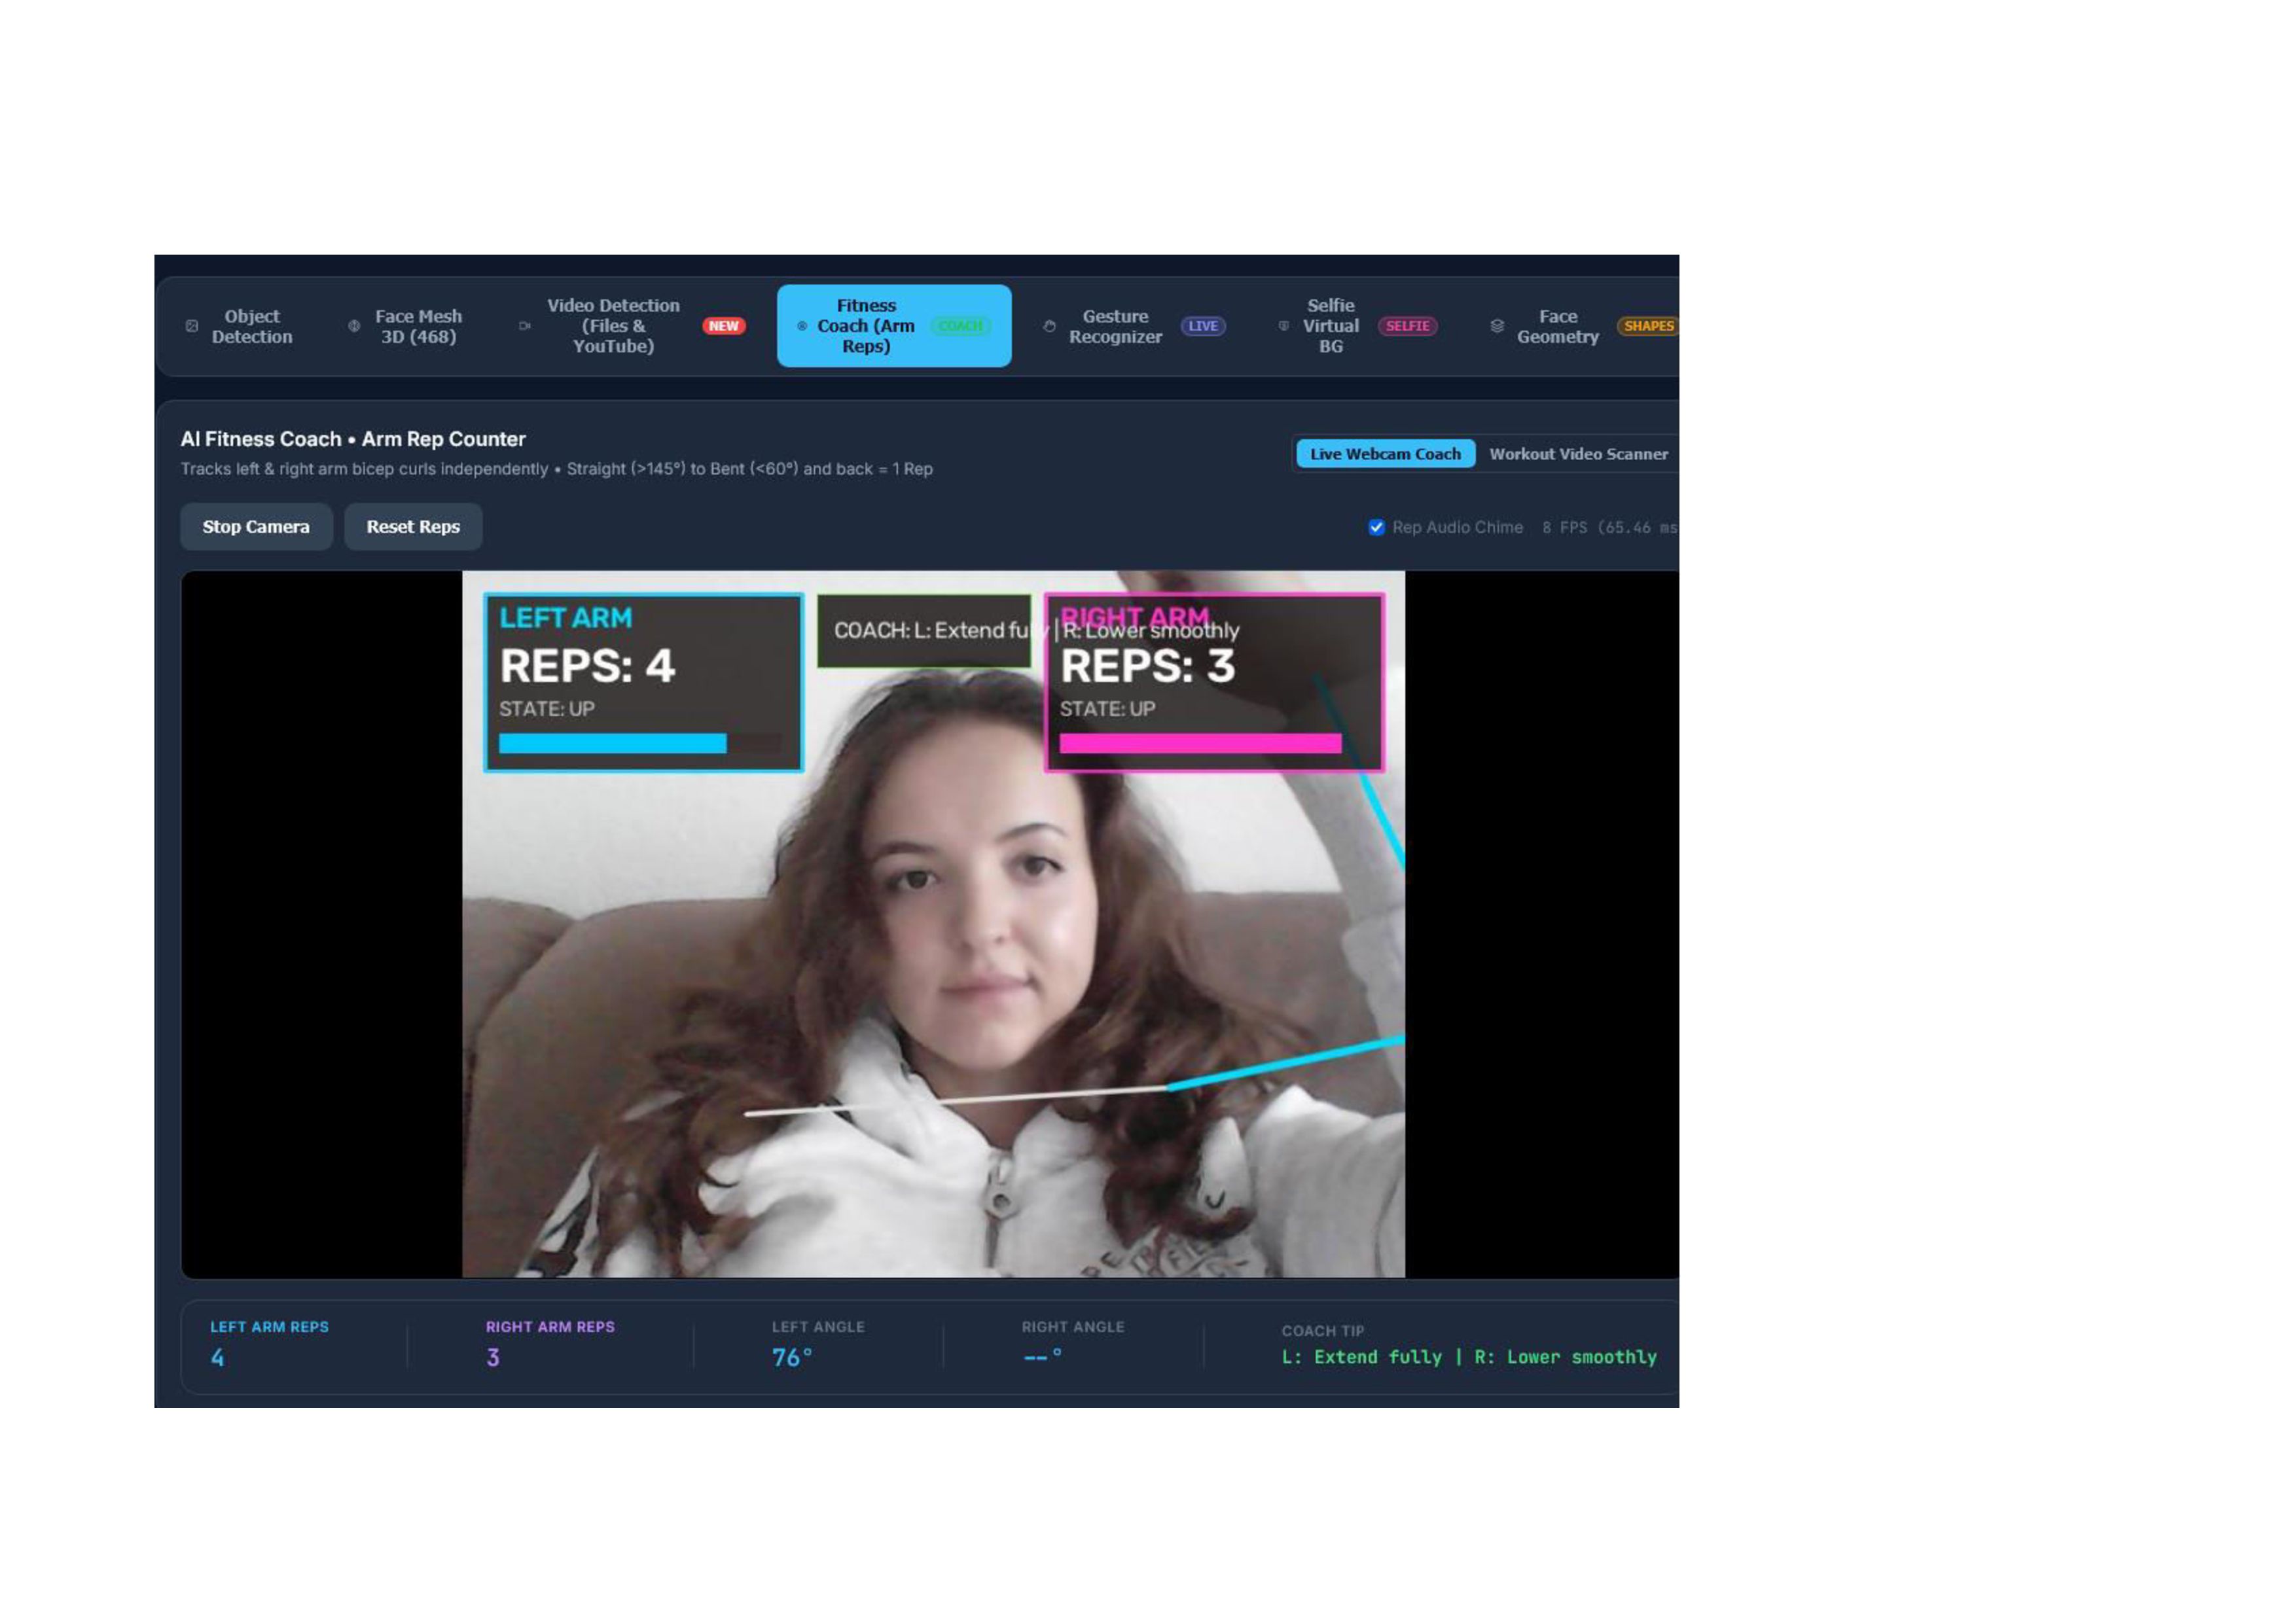 Object
Detection
Face Mesh
3D (468)
Video Detection
(Files &
YouTube)
NEW
Fitness
Coach (Arm
Reps)
COACH
Gesture
Recognizer
LIVE
Selfie
Virtual
BG
SELFIE
Face
Geometry
SHAPES
AI Fitness Coach • Arm Rep Counter
Tracks left & right arm bicep curls independently • Straight (>145°) to Bent (<60°) and back = 1 Rep
Live Webcam Coach
Workout Video Scanner
Stop Camera
Reset Reps
Rep Audio Chime
8 FPS (65.46 ms
LEFT ARM
REPS: 4
STATE: UP
COACH: L: Extend fully | R: Lower smoothly
RIGHT ARM
REPS: 3
STATE: UP
LEFT ARM REPS
4
RIGHT ARM REPS
3
LEFT ANGLE
76°
RIGHT ANGLE
--°
COACH TIP
L: Extend fully | R: Lower smoothly